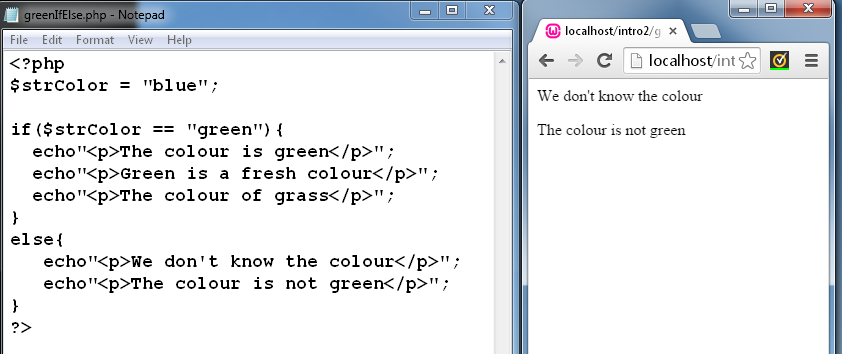 greenIfElse.php - Notepad
File Edit Format View Help
<?php
$strColor = "blue";
if($strColor == "green"){
echo"<p>The colour is green</p>";
echo"<p>Green is a fresh colour</p>";
echo"<p>The colour of grass</p>";
}
else{
echo"<p>We don't know the colour</p>";
echo"<p>The colour is not green</p>";
}
?>
localhost/intro2/g
localhost/int
We don't know the colour
The colour is not green